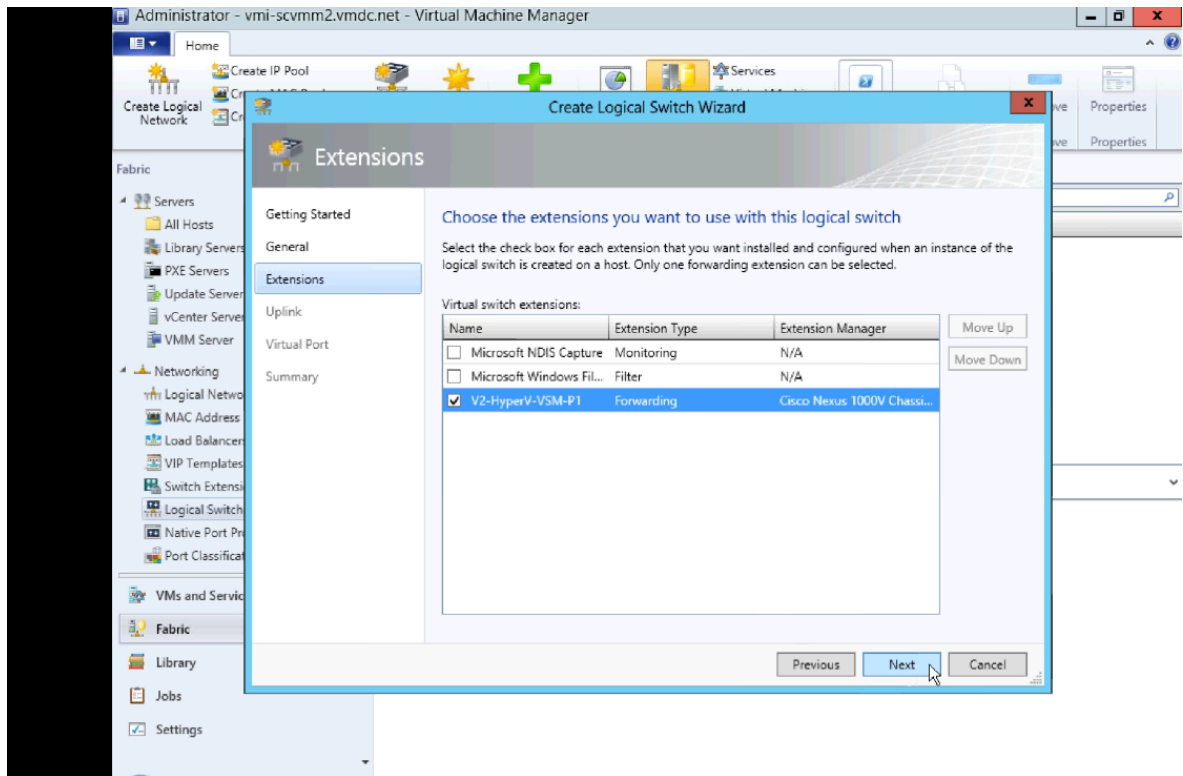 Administrator - vmi-scvmm2.vmdc.net - Virtual Machine Manager
Home
Create IP Pool
Services
Create Logical
Network
Properties
Properties
Create Logical Switch Wizard
Extensions
Fabric
Servers
All Hosts
Library Servers
PXE Servers
Update Server
vCenter Server
VMM Server
Networking
Logical Netwo
MAC Address
Load Balancer
VIP Templates
Switch Extensi
Logical Switch
Native Port Pr
Port Classificat
VMs and Servic
Fabric
Library
Jobs
Settings
Getting Started
General
Extensions
Uplink
Virtual Port
Summary
Choose the extensions you want to use with this logical switch
Select the check box for each extension that you want installed and configured when an instance of the
logical switch is created on a host. Only one forwarding extension can be selected.
Virtual switch extensions:
Name Extension Type Extension Manager
Microsoft NDIS Capture Monitoring N/A
Microsoft Windows Fil... Filter N/A
V2-HyperV-VSM-P1 Forwarding Cisco Nexus 1000V Chassi...
Move Up
Move Down
Previous Next Cancel